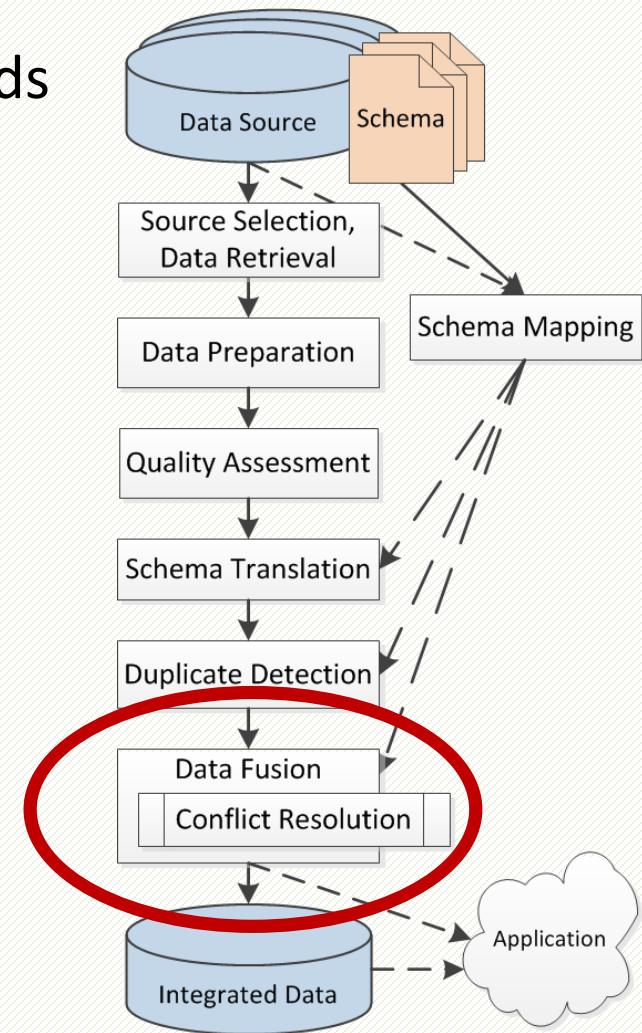 ds
Data Source
Schema
Source Selection,
Data Retrieval
Schema Mapping
Data Preparation
Quality Assessment
Schema Translation
Duplicate Detection
Data Fusion
Conflict Resolution
Application
Integrated Data